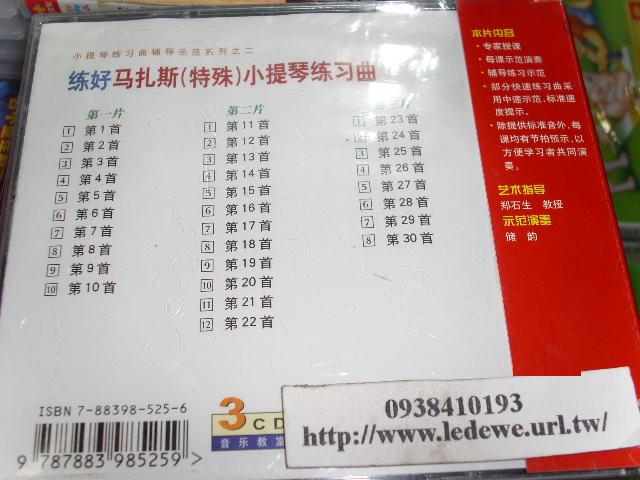 小提琴练习曲辅导示范系列之二
练好马扎斯(特殊)小提琴练习曲
第一片
1 第1首
2 第2首
3 第3首
4 第4首
5 第5首
6 第6首
7 第7首
8 第8首
9 第9首
10 第10首
第二片
1 第11首
2 第12首
3 第13首
4 第14首
5 第15首
6 第16首
7 第17首
8 第18首
9 第19首
10 第20首
11 第21首
12 第22首
第三片
1 第23首
2 第24首
3 第25首
4 第26首
5 第27首
6 第28首
7 第29首
8 第30首
本片内容
·专家授课
·每课示范演奏
·辅导练习示范
·部分快速练习曲采
用中速示范,标准速
度提示。
·除提供标准音外,每
课均有节拍预示,以
方便学习者共同演
奏。
艺术指导
郑石生 教授
示范演奏
储 韵
ISBN 7-88398-525-6
9 787883 985259 >
3 CD
音乐教室
0938410193
http://www.ledewe.url.tw/